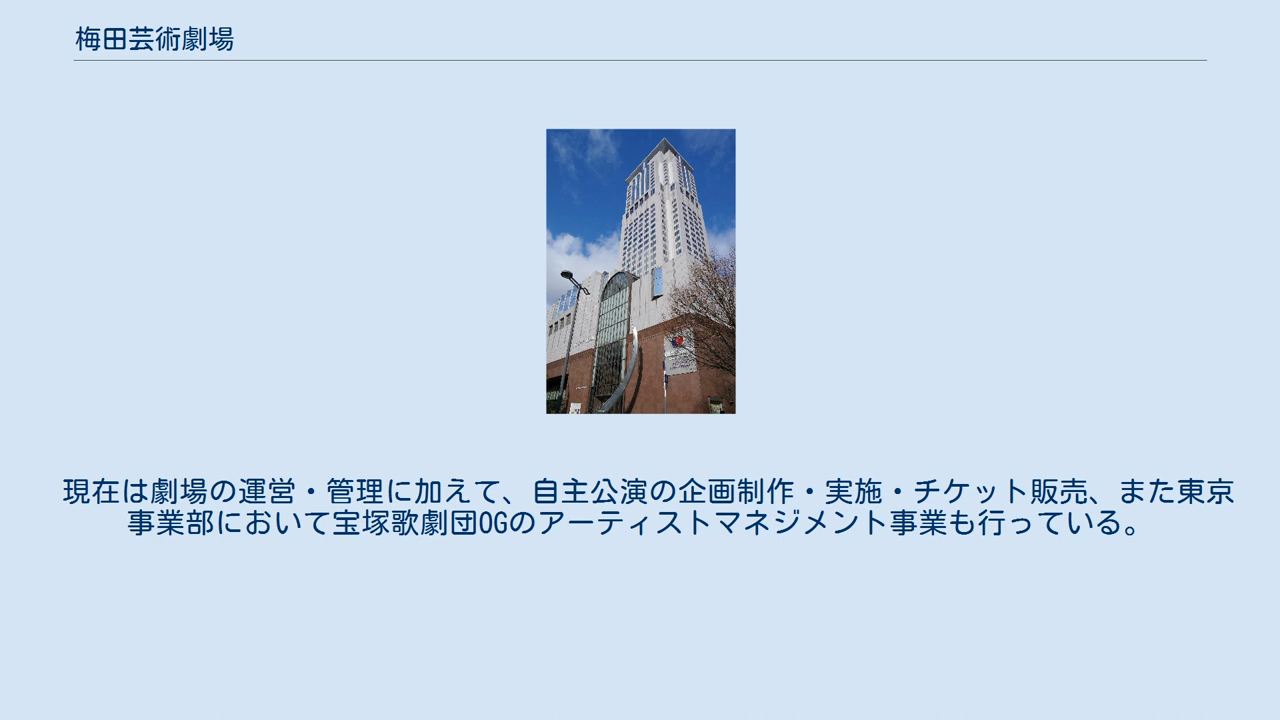 梅田芸術劇場
現在は劇場の運営・管理に加えて、自主公演の企画制作・実施・チケット販売、また東京
事業部において宝塚歌劇団OGのアーティストマネジメント事業も行っている。